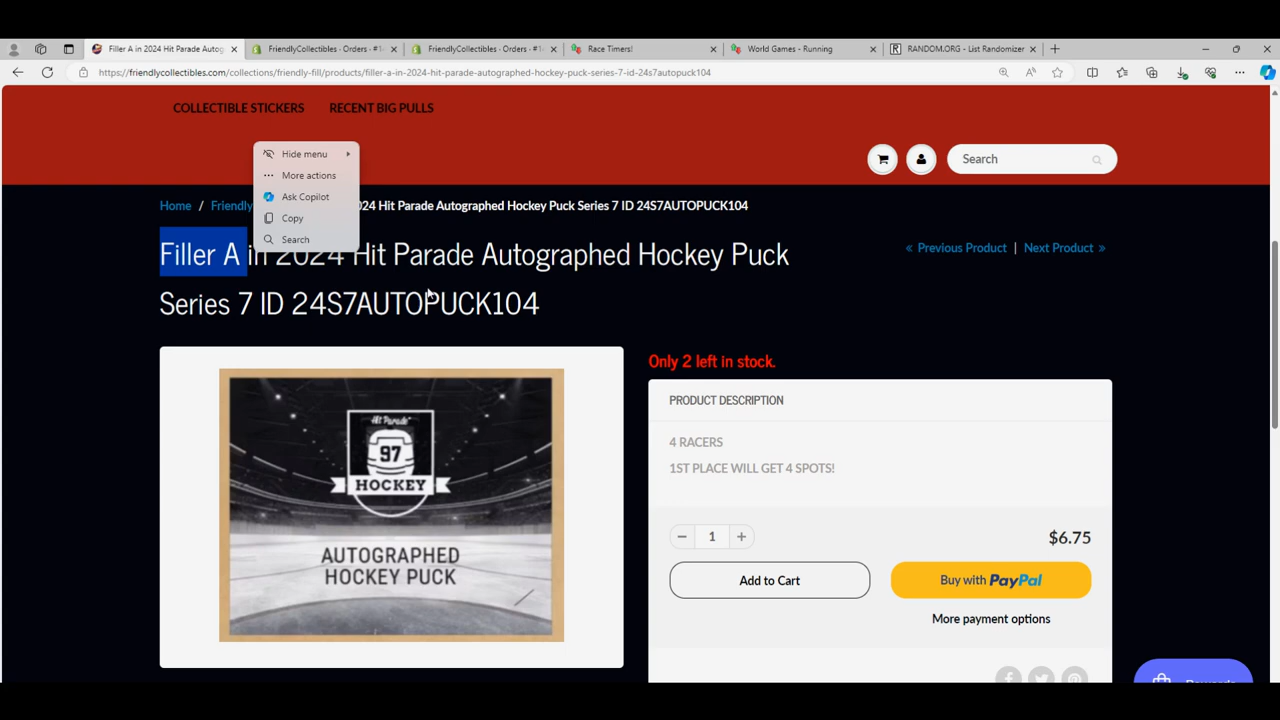 Filler A in 2024 Hit Parade Autog
FriendlyCollectibles · Orders · #1
FriendlyCollectibles · Orders · #1
Race Timers!
World Games - Running
RANDOM.ORG - List Randomizer
https://friendlycollectibles.com/collections/friendly-fill/products/filler-a-in-2024-hit-parade-autographed-hockey-puck-series-7-id-24s7autopuck104
COLLECTIBLE STICKERS
RECENT BIG PULLS
Hide menu
More actions
Ask Copilot
Copy
Search
Search
Home / Friendly
24 Hit Parade Autographed Hockey Puck Series 7 ID 24S7AUTOPUCK104
Filler A in 2024 Hit Parade Autographed Hockey Puck
Series 7 ID 24S7AUTOPUCK104
« Previous Product | Next Product »
Hit Parade
97
HOCKEY
AUTOGRAPHED
HOCKEY PUCK
Only 2 left in stock.
PRODUCT DESCRIPTION
4 RACERS
1ST PLACE WILL GET 4 SPOTS!
− 1 +
$6.75
Add to Cart
Buy with PayPal
More payment options